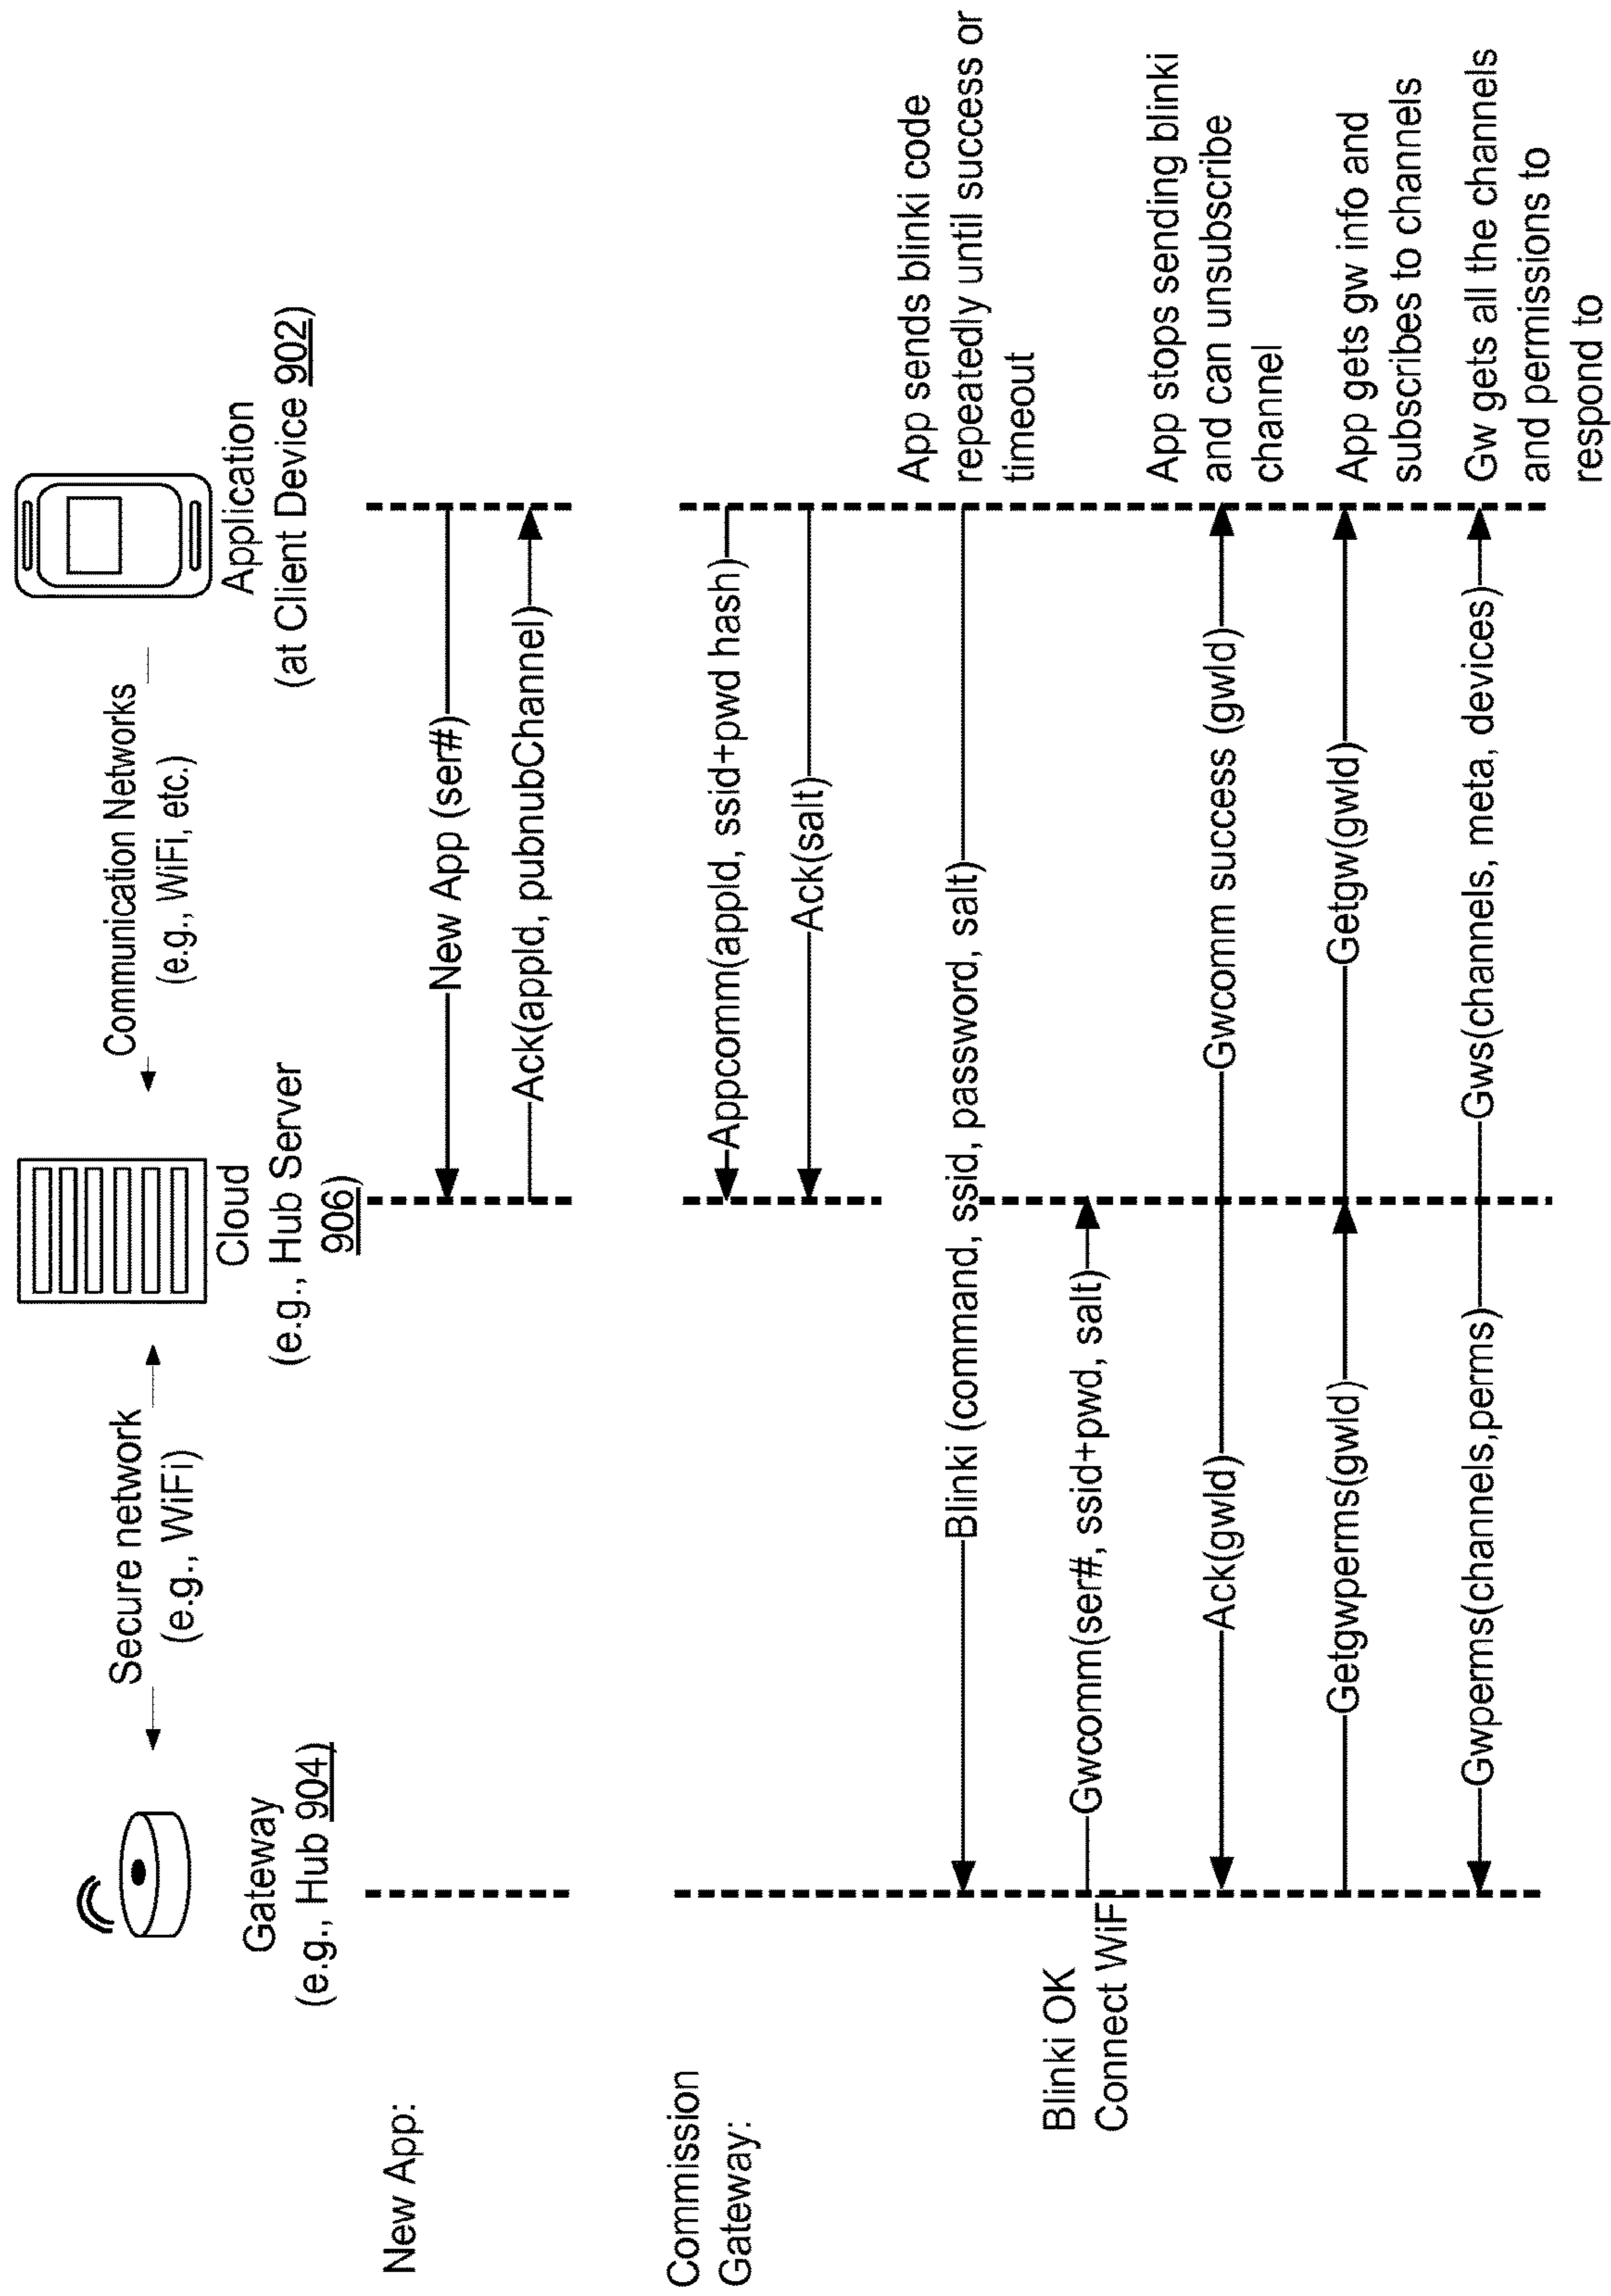 Secure network
(e.g., WiFi)
Communication Networks
(e.g., WiFi, etc.)
Gateway
(e.g., Hub 904)
Cloud
(e.g., Hub Server
906)
Application
(at Client Device 902)
New App:
New App (ser#)
Ack(appId, pubnubChannel)
Commission
Gateway:
Appcomm(appId, ssid+pwd hash)
Ack(salt)
Blinki (command, ssid, password, salt)
App sends blinki code
repeatedly until success or
timeout
Blinki OK
Connect WiF
Gwcomm(ser#, ssid+pwd, salt)
Ack(gwId)
Gwcomm success (gwId)
App stops sending blinki
and can unsubscribe
channel
Getgwperms(gwId)
Getgw(gwId)
App gets gw info and
subscribes to channels
Gwperms(channels,perms)
Gws(channels, meta, devices)
Gw gets all the channels
and permissions to
respond to